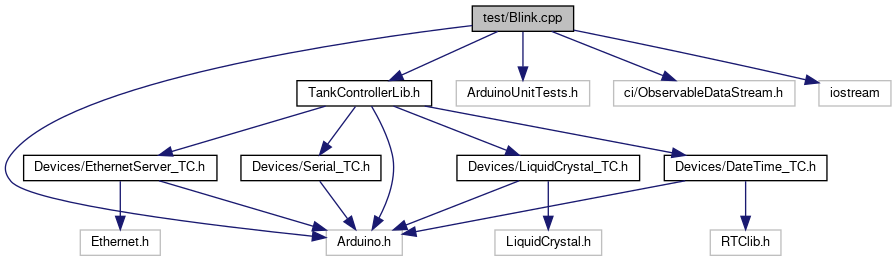 test/Blink.cpp
TankControllerLib.h
ArduinoUnitTests.h
ci/ObservableDataStream.h
iostream
Devices/EthernetServer_TC.h
Devices/Serial_TC.h
Devices/LiquidCrystal_TC.h
Devices/DateTime_TC.h
Ethernet.h
Arduino.h
LiquidCrystal.h
RTClib.h